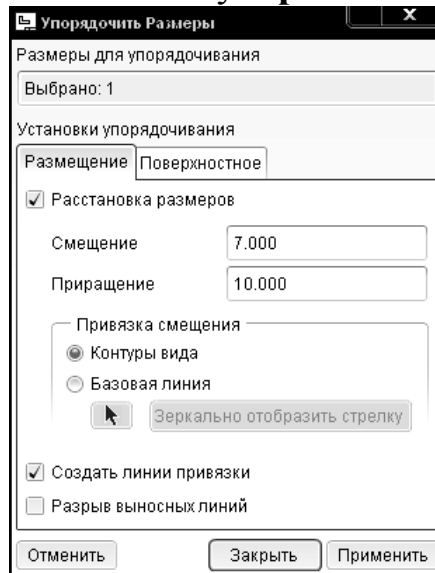 Упорядочить Размеры
x
Размеры для упорядочивания
Выбрано: 1
Установки упорядочивания
Размещение Поверхностное
Расстановка размеров
Смещение 7.000
Приращение 10.000
Привязка смещения
Контуры вида
Базовая линия
Зеркально отобразить стрелку
Создать линии привязки
Разрыв выносных линий
Отменить Закрыть Применить